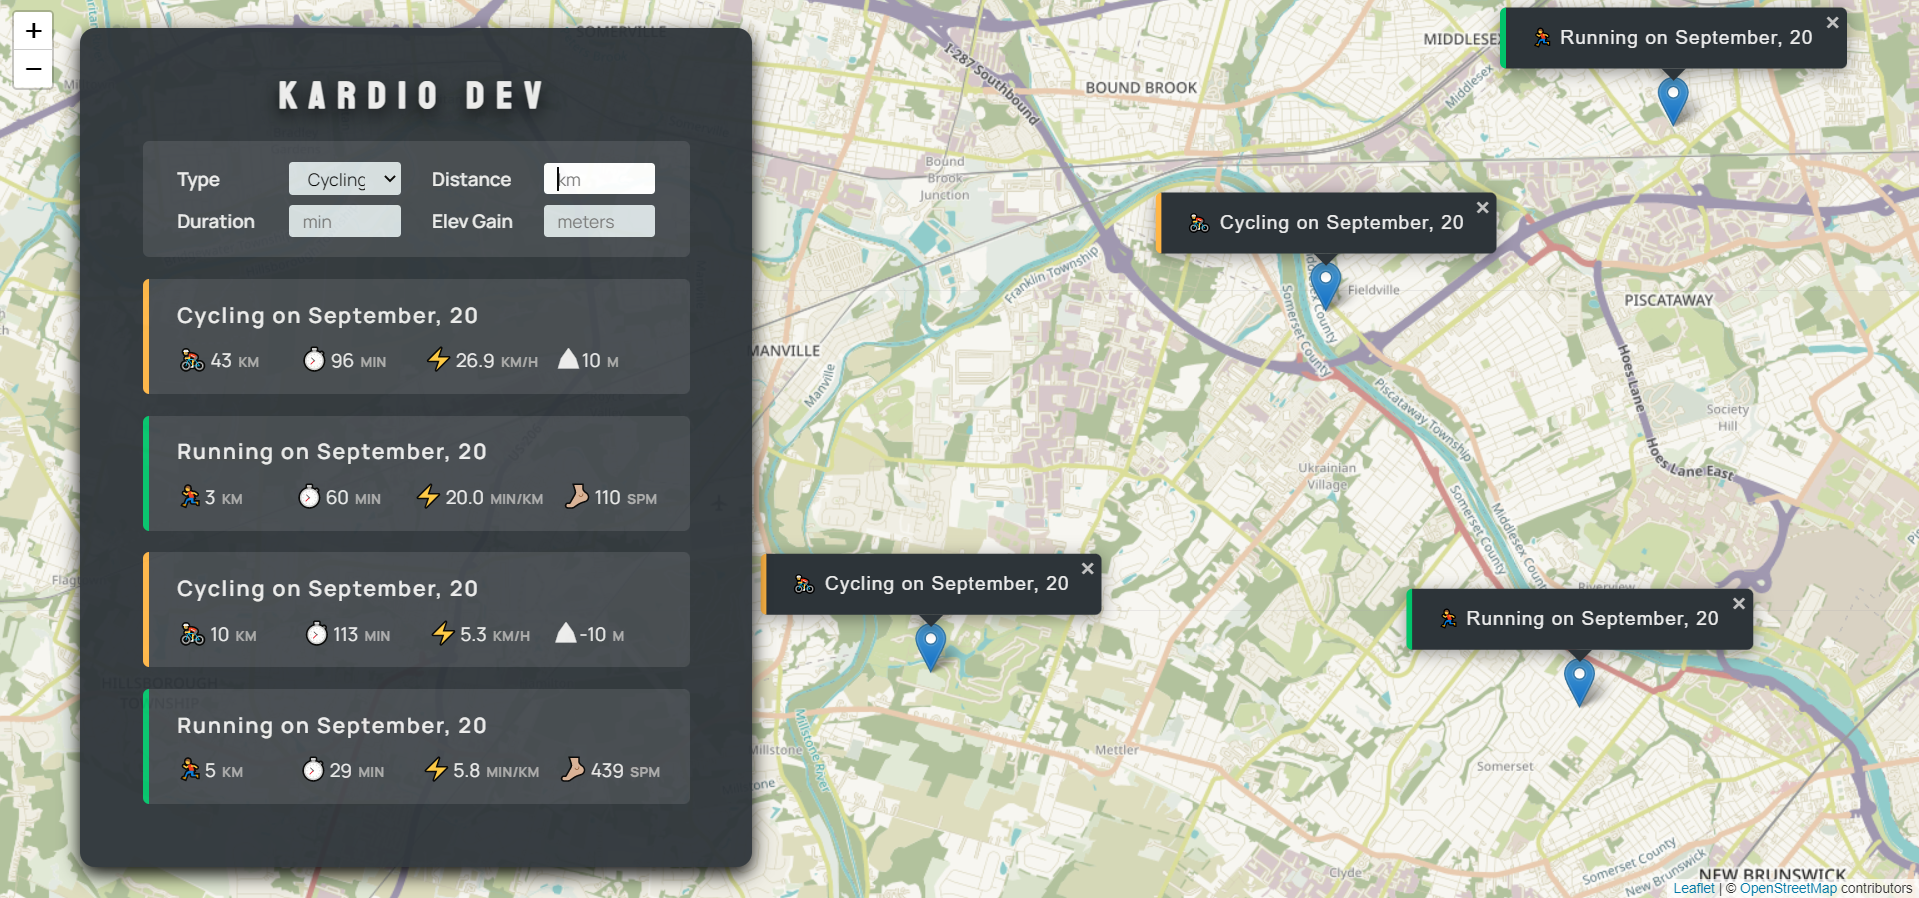 KARDIO DEV
Type
Cycling
Distance
km
Duration
min
Elev Gain
meters
Cycling on September, 20
43 KM
96 MIN
26.9 KM/H
10 M
Running on September, 20
3 KM
60 MIN
20.0 MIN/KM
110 SPM
Cycling on September, 20
10 KM
113 MIN
5.3 KM/H
-10 M
Running on September, 20
5 KM
29 MIN
5.8 MIN/KM
439 SPM
+
−
SOMERVILLE
I-287 Southbound
BOUND BROOK
Middlesex
Running on September, 20
×
Bound
Brook
Junction
Franklin Township
Cycling on September, 20
×
Fieldville
Somerset County
PISCATAWAY
MANVILLE
Manville
Piscataway Township
Hoes Lane
Society
Hill
Hoes Lane East
Ukrainian
Village
Somerset County
Middlesex County
Cycling on September, 20
×
Riverview
Running on September, 20
×
HILLSBOROUGH
TOWNSHIP
Millstone River
Millstone
Mettler
Somerset
Clyde
Somerset County
New Brunswick
NEW BRUNSWICK
Leaflet | © OpenStreetMap contributors